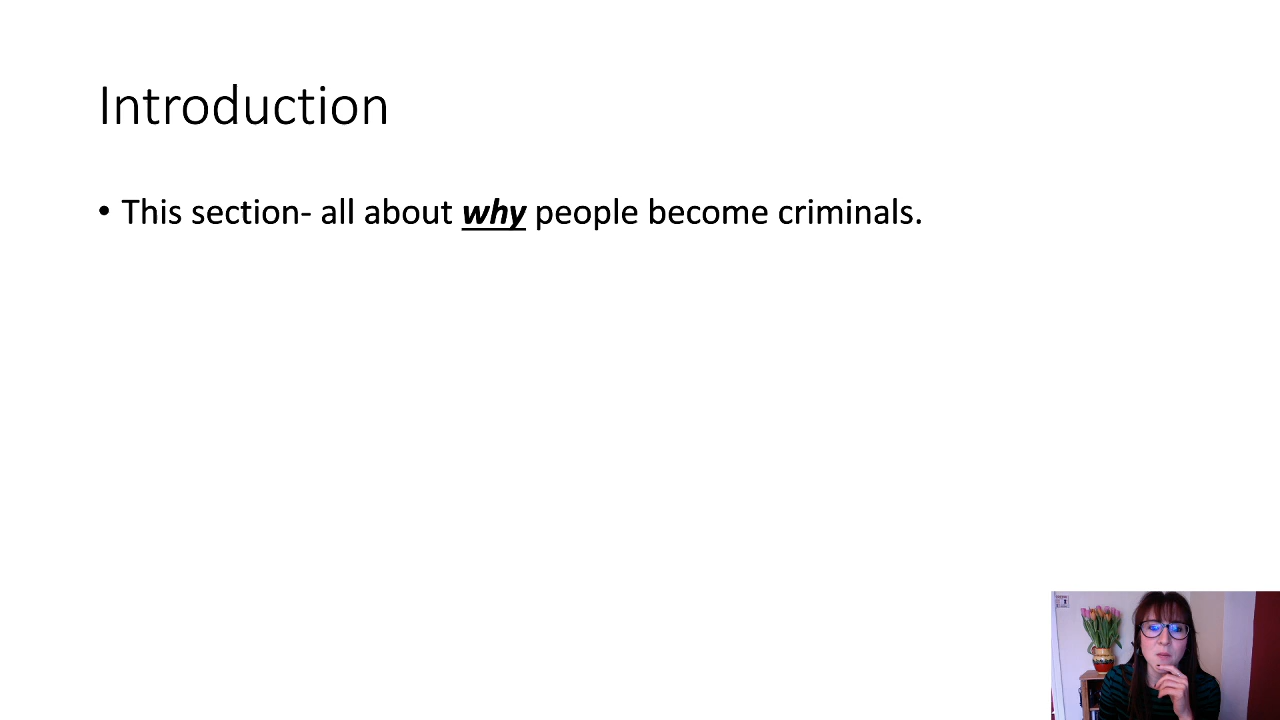 Introduction
• This section- all about why people become criminals.